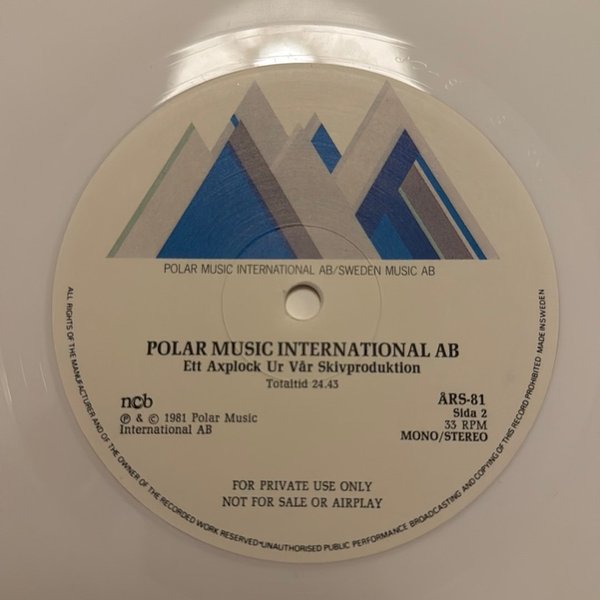 POLAR MUSIC INTERNATIONAL AB/SWEDEN MUSIC AB
POLAR MUSIC INTERNATIONAL AB
Ett Axplock Ur Vår Skivproduktion
Totaltid 24.43
ncb
℗ & © 1981 Polar Music
International AB
ÅRS-81
Sida 2
33 RPM
MONO/STEREO
FOR PRIVATE USE ONLY
NOT FOR SALE OR AIRPLAY
ALL RIGHTS OF THE MANUFACTURER AND OF THE OWNER OF THE RECORDED WORK RESERVED•UNAUTHORISED PUBLIC PERFORMANCE BROADCASTING AND COPYING OF THIS RECORD PROHIBITED MADE IN SWEDEN